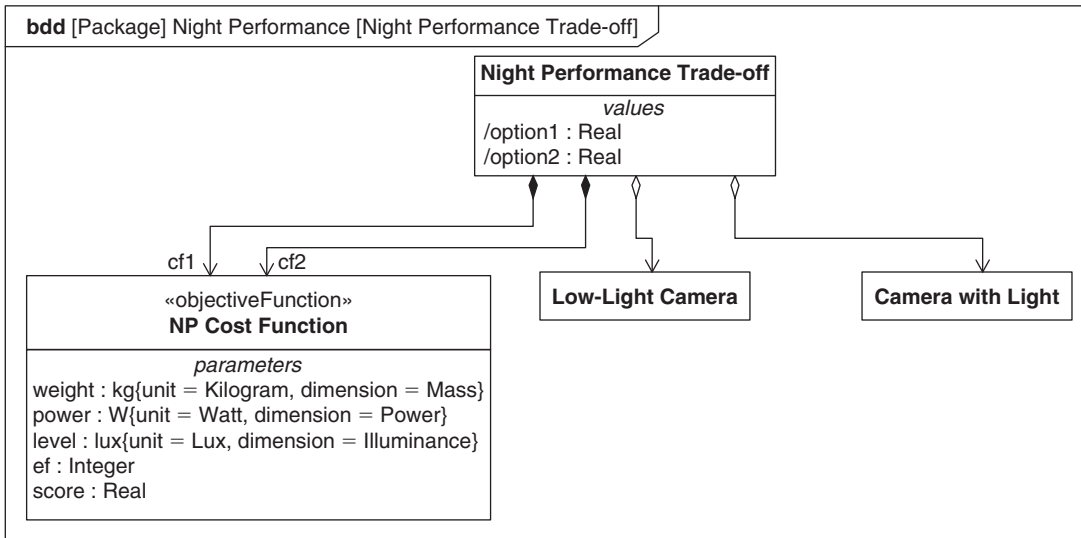 bdd [Package] Night Performance [Night Performance Trade-off]
Night Performance Trade-off
values
/option1 : Real
/option2 : Real
cf1
cf2
«objectiveFunction»
NP Cost Function
parameters
weight : kg{unit = Kilogram, dimension = Mass}
power : W{unit = Watt, dimension = Power}
level : lux{unit = Lux, dimension = Illuminance}
ef : Integer
score : Real
Low-Light Camera
Camera with Light